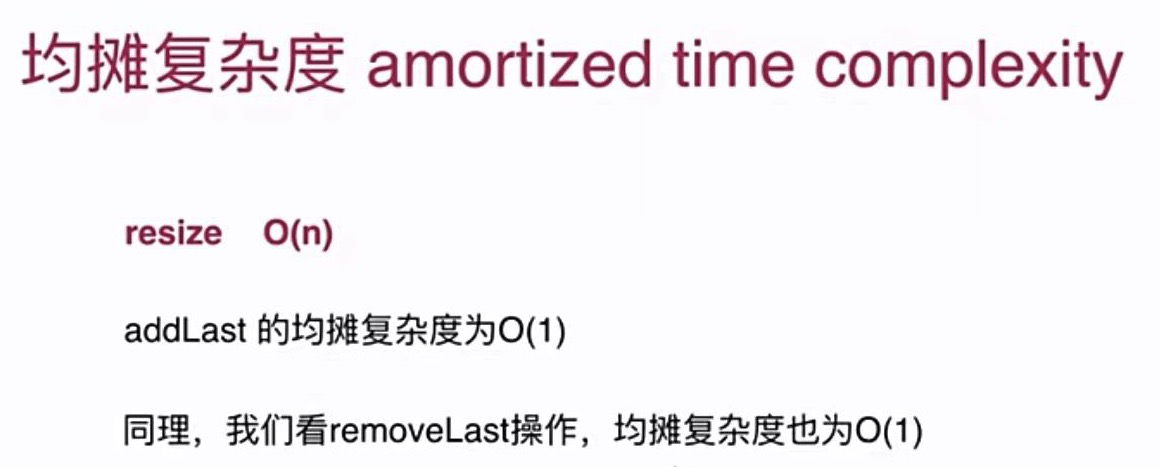 均摊复杂度 amortized time complexity
resize O(n)
addLast 的均摊复杂度为O(1)
同理，我们看removeLast操作，均摊复杂度也为O(1)